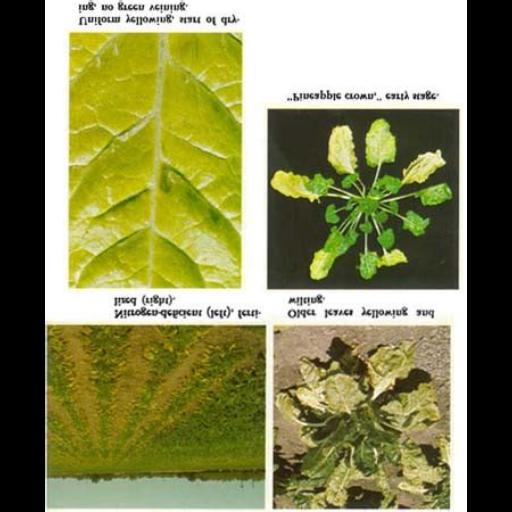 Nitrogen-deficient (left), ferti-
lized (right).
Older leaves yellowing and
wilting.
Uniform yellowing, start of dry-
ing, no green veining.
"Pineapple crown," early stage.